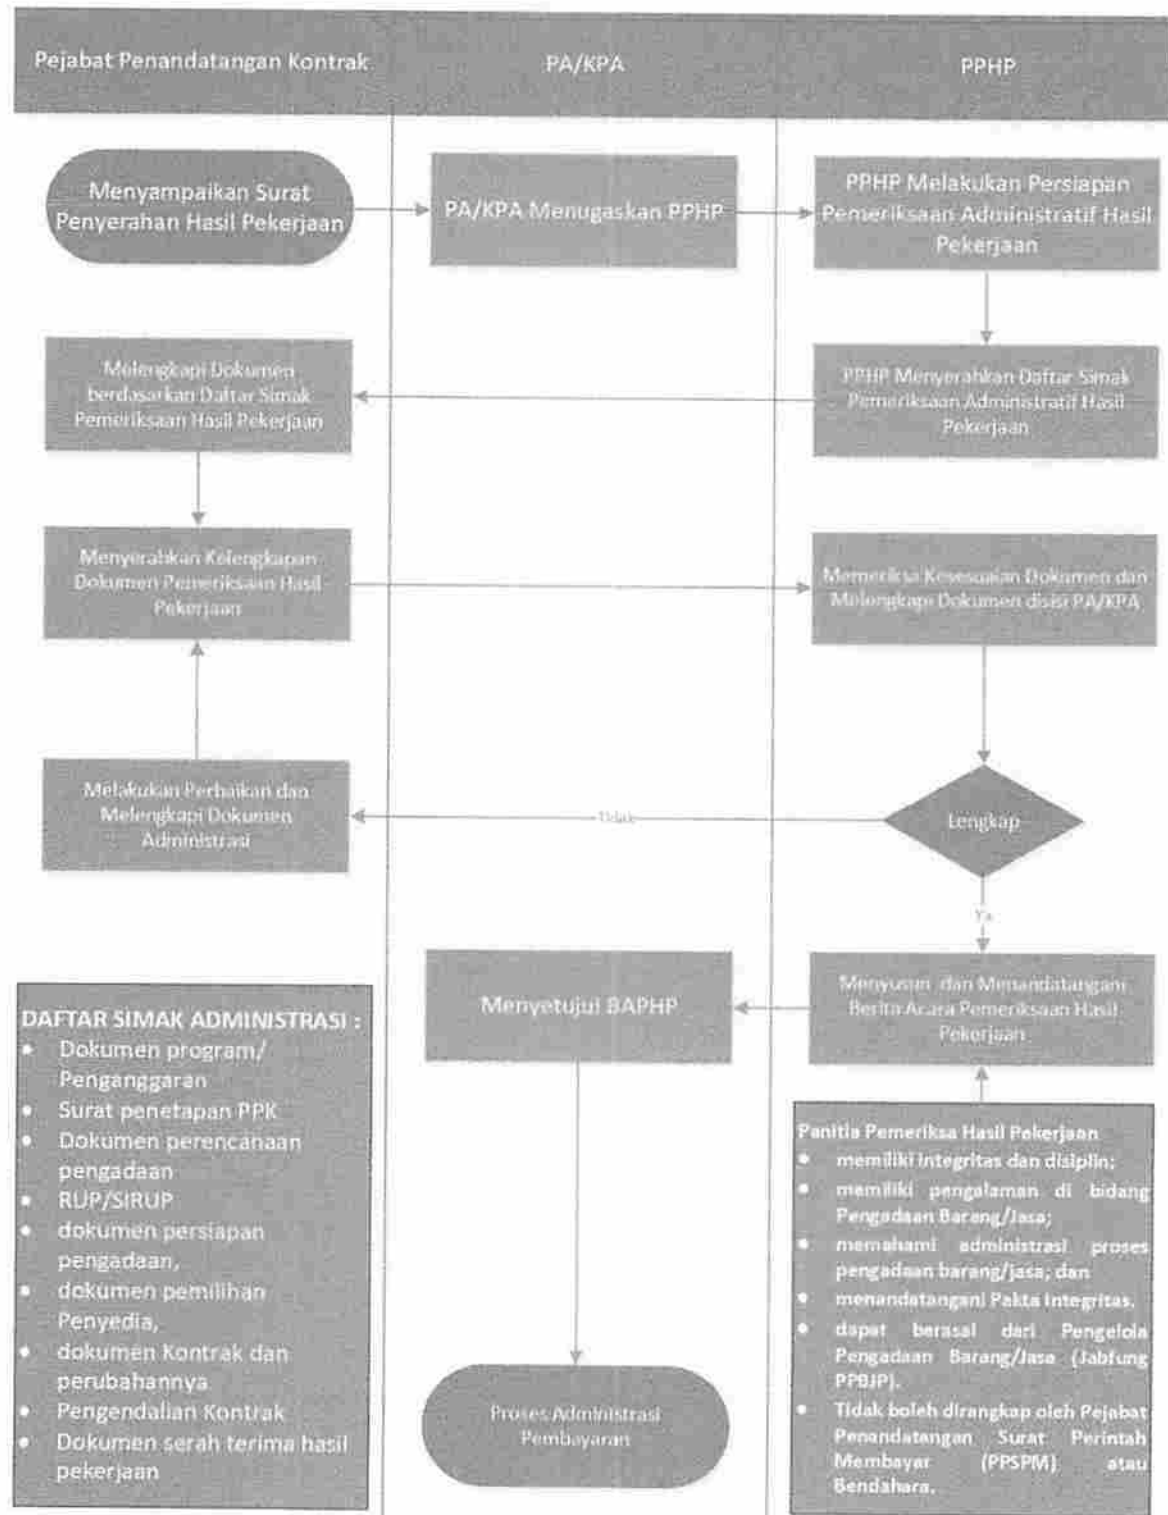 Pejabat Penandatangan Kontrak
PA/KPA
PPHP
Menyampaikan Surat
Penyerahan Hasil Pekerjaan
PA/KPA Menugaskan PPHP
PPHP Melakukan Persiapan
Pemeriksaan Administratif Hasil
Pekerjaan
Melengkapi Dokumen
berdasarkan Daftar Simak
Pemeriksaan Hasil Pekerjaan
PPHP Menyerahkan Daftar Simak
Pemeriksaan Administratif Hasil
Pekerjaan
Menyerahkan Kelengkapan
Dokumen Pemeriksaan Hasil
Pekerjaan
Memeriksa Kesesuaian Dokumen dan
Melengkapi Dokumen disisi PA/KPA
Melakukan Perbaikan dan
Melengkapi Dokumen
Administrasi
Tidak
Lengkap
Ya
Menyetujui BAPHP
Menyusun dan Menandatangani
Berita Acara Pemeriksaan Hasil
Pekerjaan
DAFTAR SIMAK ADMINISTRASI :
• Dokumen program/
Penganggaran
• Surat penetapan PPK
• Dokumen perencanaan
pengadaan
• RUP/SIRUP
• dokumen persiapan
pengadaan,
• dokumen pemilihan
Penyedia,
• dokumen Kontrak dan
perubahannya
• Pengendalian Kontrak
• Dokumen serah terima hasil
pekerjaan
Proses Administrasi
Pembayaran
Panitia Pemeriksa Hasil Pekerjaan
• memiliki integritas dan disiplin;
• memiliki pengalaman di bidang
Pengadaan Barang/Jasa;
• memahami administrasi proses
pengadaan barang/jasa; dan
• menandatangani Pakta Integritas.
• dapat berasal dari Pengelola
Pengadaan Barang/Jasa (Jabfung
PPBJP).
• Tidak boleh dirangkap oleh Pejabat
Penandatangan Surat Perintah
Membayar (PPSPM) atau
Bendahara.